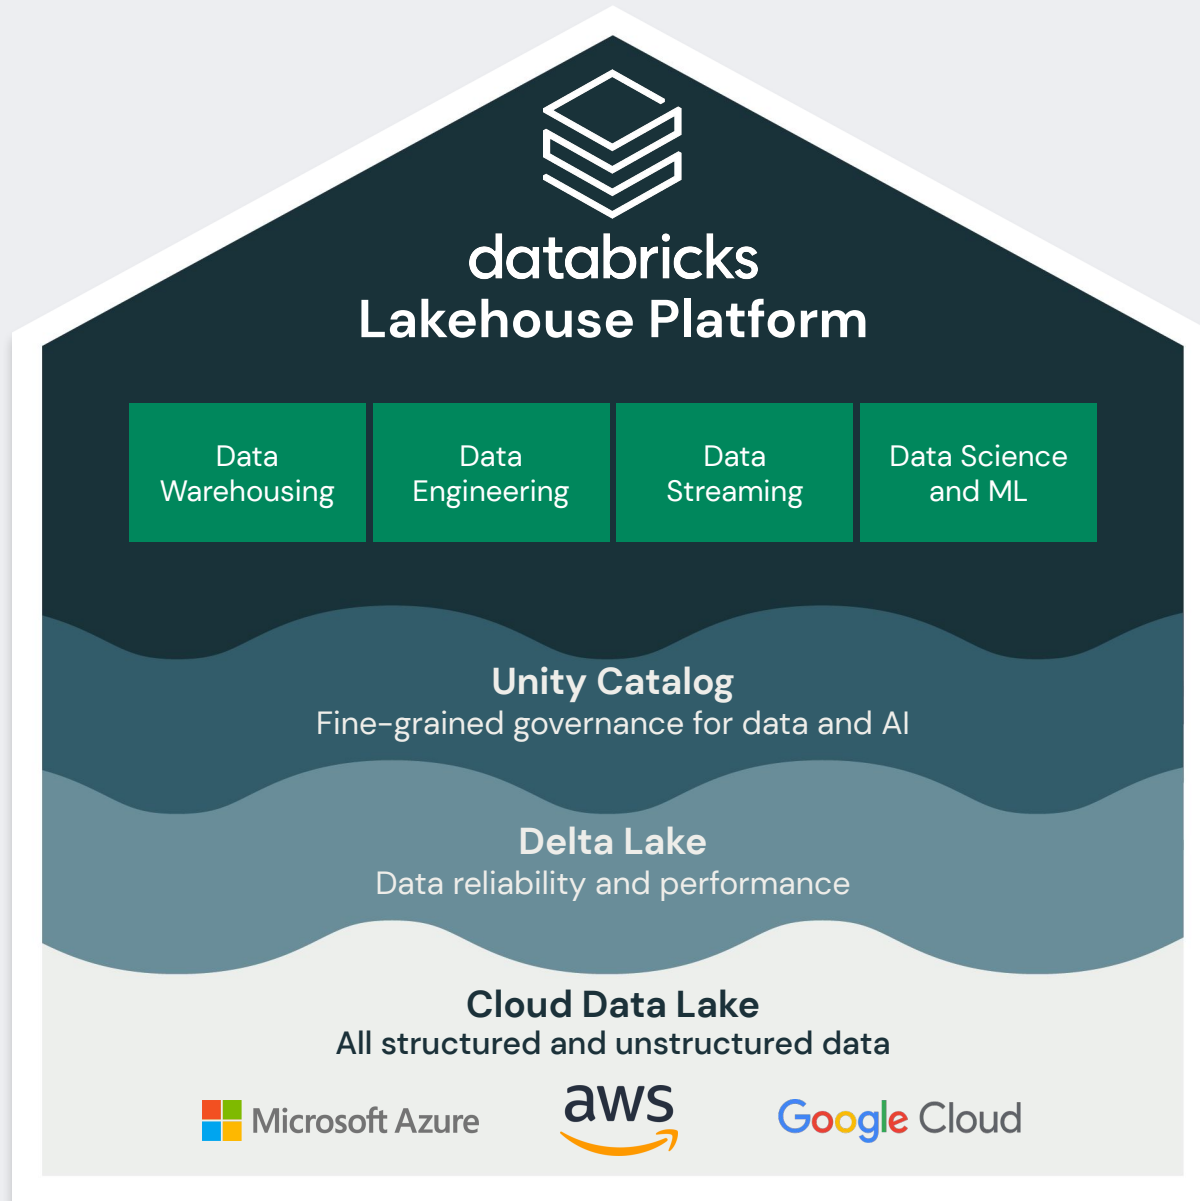 databricks
Lakehouse Platform
Data
Warehousing
Data
Engineering
Data
Streaming
Data Science
and ML
Unity Catalog
Fine-grained governance for data and AI
Delta Lake
Data reliability and performance
Cloud Data Lake
All structured and unstructured data
Microsoft Azure
aws
Google Cloud